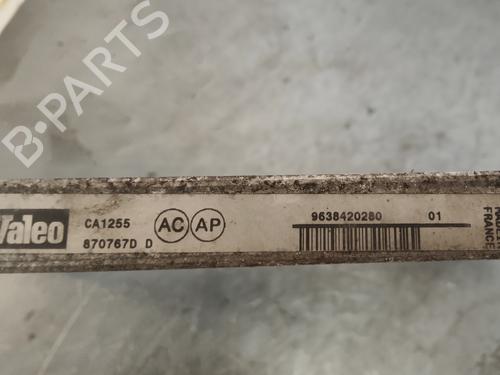 B-PARTS
Valeo
CA1255
870767D D
AC AP
9638420280 01
FRANCE